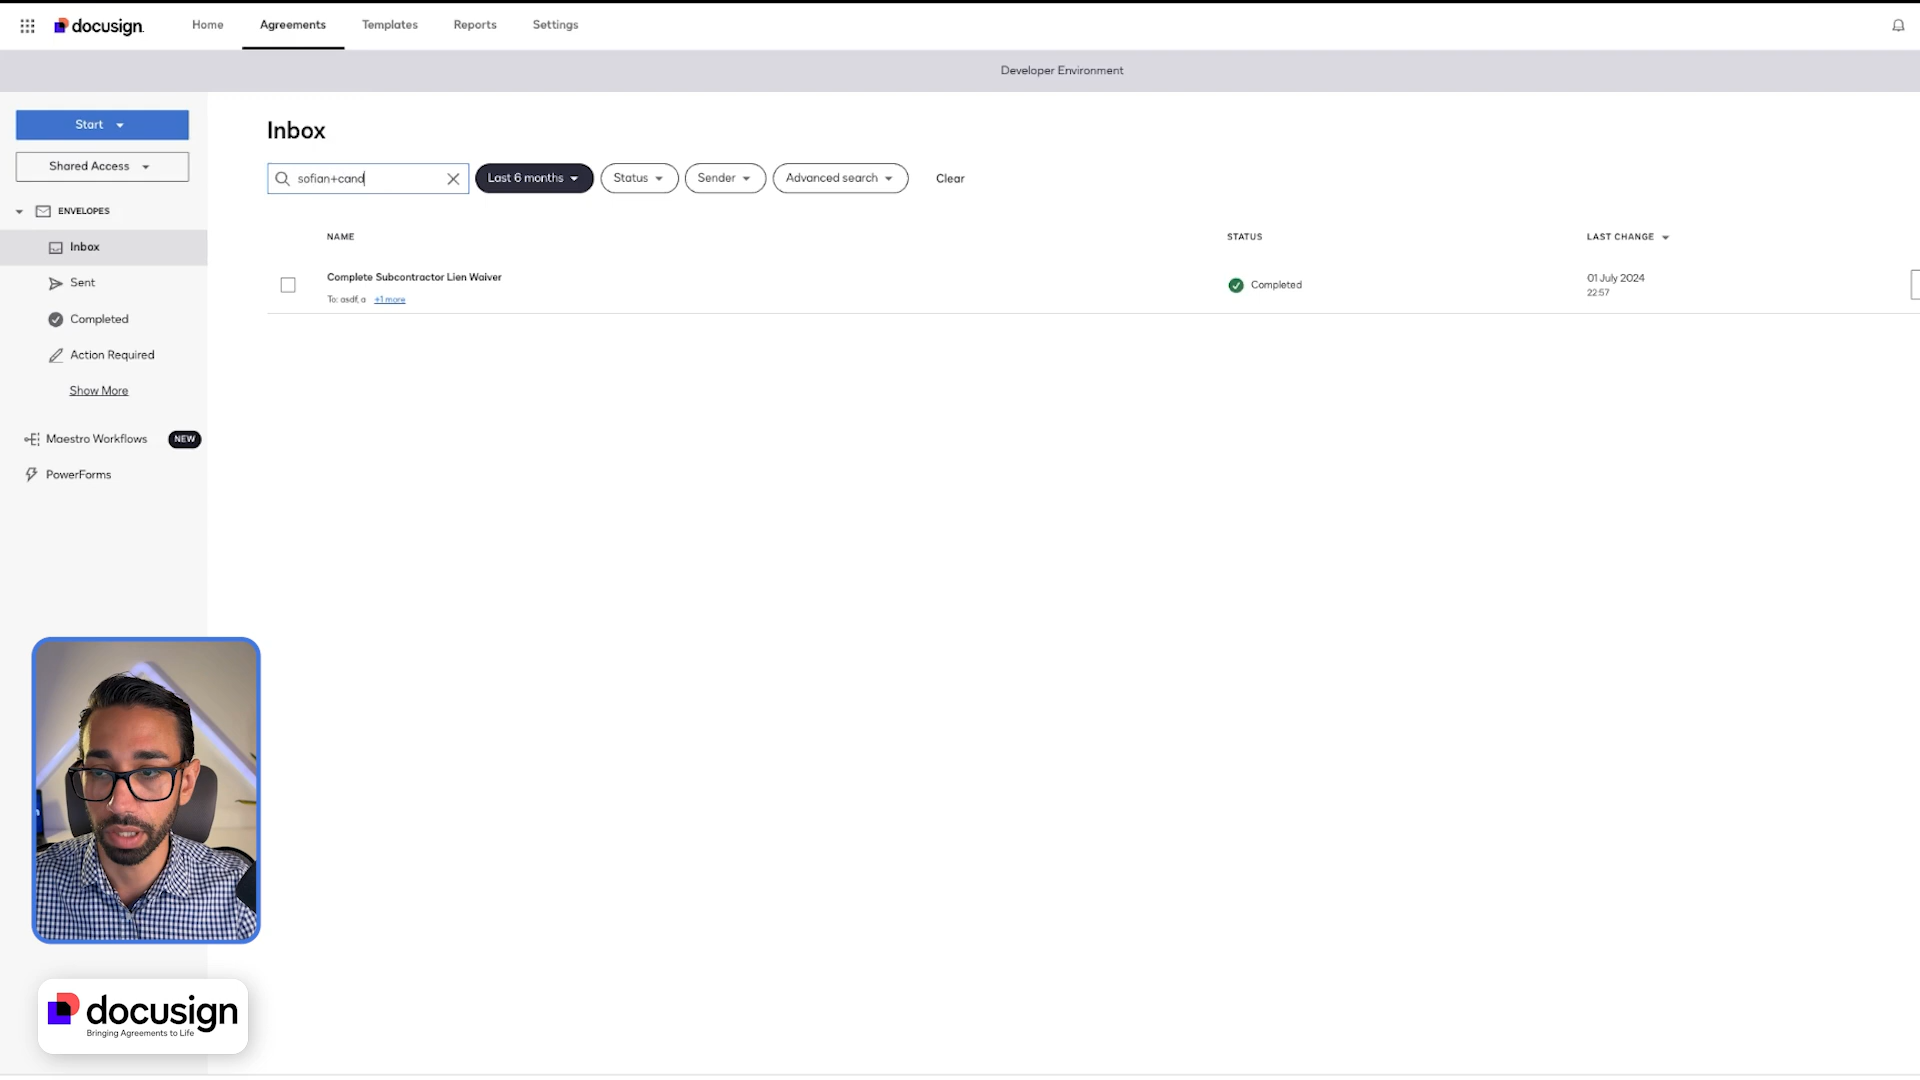 docusign
Home
Agreements
Templates
Reports
Settings
Developer Environment
Start
Shared Access
ENVELOPES
Inbox
Sent
Completed
Action Required
Show More
Maestro Workflows
NEW
PowerForms
Inbox
sofian+cand
Last 6 months
Status
Sender
Advanced search
Clear
NAME
STATUS
LAST CHANGE
Complete Subcontractor Lien Waiver
To: asdf, a +1 more
Completed
01 July 2024
22:57
docusign
Bringing Agreements to Life